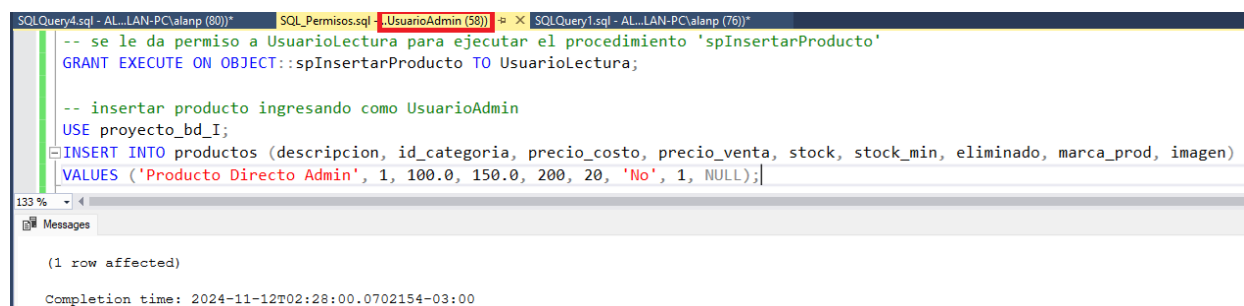 SQLQuery4.sql - AL...LAN-PC\alanp (80))* SQL_Permisos.sql - ...UsuarioAdmin (58)) SQLQuery1.sql - AL...LAN-PC\alanp (76))*
-- se le da permiso a UsuarioLectura para ejecutar el procedimiento 'spInsertarProducto'
GRANT EXECUTE ON OBJECT::spInsertarProducto TO UsuarioLectura;
-- insertar producto ingresando como UsuarioAdmin
USE proyecto_bd_I;
INSERT INTO productos (descripcion, id_categoria, precio_costo, precio_venta, stock, stock_min, eliminado, marca_prod, imagen)
VALUES ('Producto Directo Admin', 1, 100.0, 150.0, 200, 20, 'No', 1, NULL);
133 %
Messages
(1 row affected)
Completion time: 2024-11-12T02:28:00.0702154-03:00